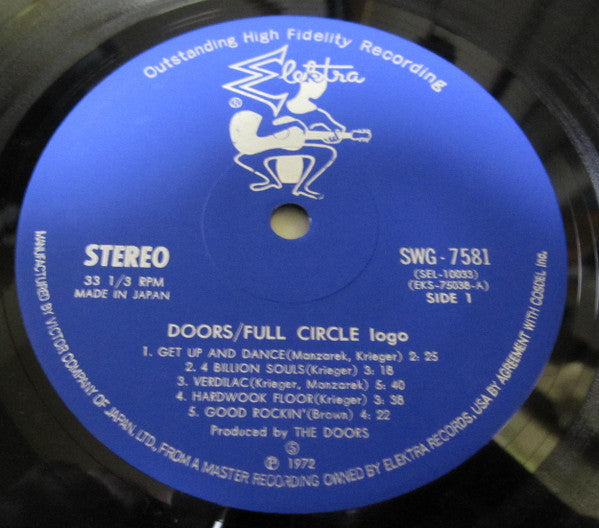 Outstanding High Fidelity Recording
Elektra
®
STEREO
33 1/3 RPM
MADE IN JAPAN
SWG-7581
(SEL-10033)
(EKS-75038-A)
SIDE 1
DOORS/FULL CIRCLE logo
1. GET UP AND DANCE(Manzarek, Krieger) 2: 25
2. 4 BILLION SOULS(Krieger) 3: 18
3. VERDILAC(Krieger, Manzarek) 5: 40
4. HARDWOOK FLOOR(Krieger) 3: 38
5. GOOD ROCKIN'(Brown) 4: 22
Produced by THE DOORS
Ⓢ
Ⓟ 1972
MANUFACTURED BY VICTOR COMPANY OF JAPAN, LTD., FROM A MASTER RECORDING OWNED BY ELEKTRA RECORDS, USA BY AGREEMENT WITH COSDEL Inc.